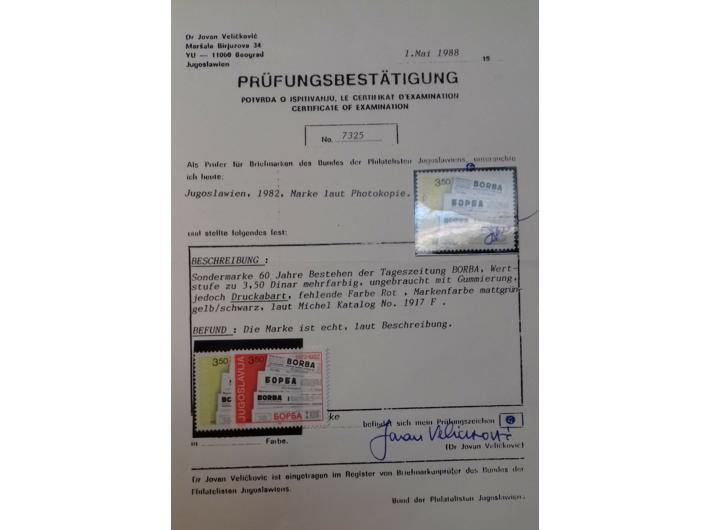 Dr Jovan Veličković
Maršala Birjuzova 34
YU — 11000 Beograd
Jugoslawien
1.Mai 1988 19
PRÜFUNGSBESTÄTIGUNG
POTVRDA O ISPITIVANJU, LE CERTIFIKAT D'EXAMINATION
CERTIFICATE OF EXAMINATION
No. 7325
Als Prüfer für Briefmarken des Bundes der Philatelisten Jugoslawiens, untersuchte
ich heute:
Jugoslawien, 1982, Marke laut Photokopie.
3.50 BORBA
БОРБА
und stellte folgendes fest:
BESCHREIBUNG :
Sondermarke 60 Jahre Bestehen der Tageszeitung BORBA, Wert-
stufe zu 3,50 Dinar mehrfarbig, ungebraucht mit Gummierung,
jedoch Druckabart, fehlende Farbe Rot , Markenfarbe mattgrün-
gelb/schwarz, laut Michel Katalog No. 1917 F .
BEFUND : Die Marke ist echt, laut Beschreibung.
3.50 JUGOSLAVIJA 3.50 BORBA
БОРБА
BORBA
БОРБА
ke
befindet sich mein Prüfungszeichen
in Farbe.
Jovan Veličković
(Dr Jovan Veličković)
Dr Jovan Veličković ist eingetragen im Register von Briefmarkenprüfer des Bundes der
Philatelisten Jugoslawiens.
Bund der Philatelisten Jugoslawiens.